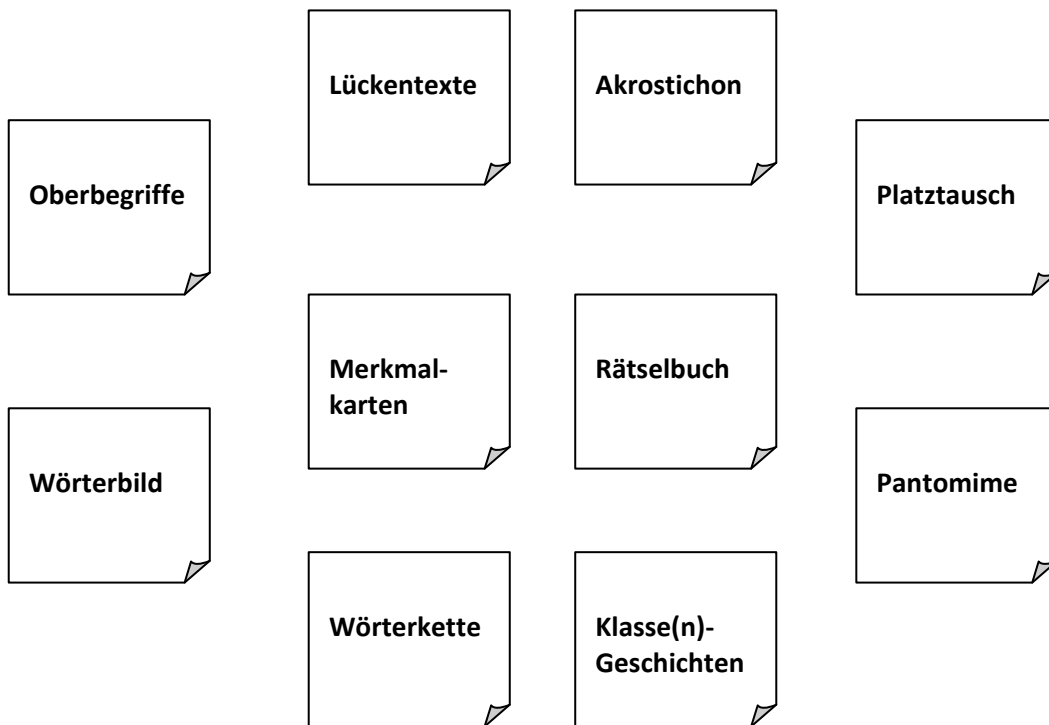 Lückentexte
Akrostichon
Oberbegriffe
Platztausch
Merkmal-
karten
Rätselbuch
Wörterbild
Pantomime
Wörterkette
Klasse(n)-
Geschichten